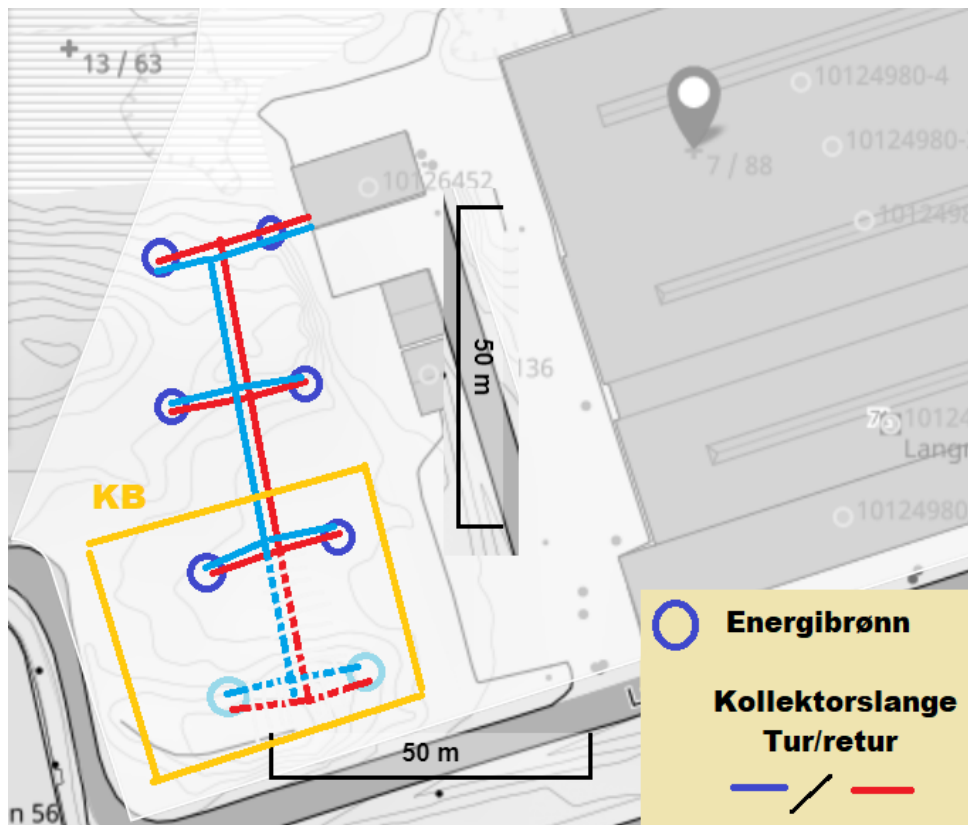 13 / 63
10124980-4
10124980-
7 / 88
10126452
1012498
50 m
136
76
10124
Langr
KB
10124980
Energibrønn
L
Kollektorslange
Tur/retur
50 m
n 56